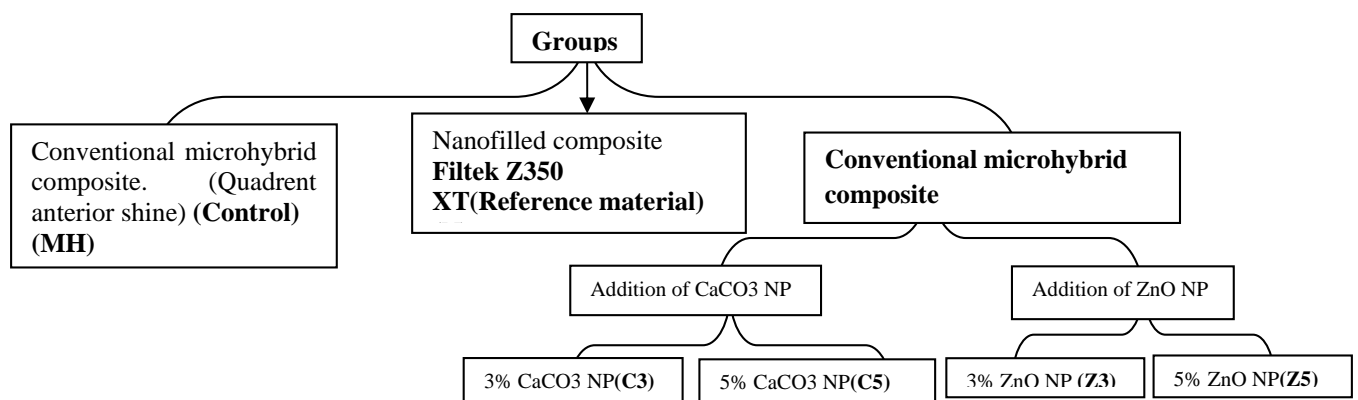 Groups
Conventional microhybrid
composite. (Quadrent
anterior shine) (Control)
(MH)
Nanofilled composite
Filtek Z350
XT(Reference material)
Conventional microhybrid
composite
Addition of CaCO3 NP
Addition of ZnO NP
3% CaCO3 NP(C3)
5% CaCO3 NP(C5)
3% ZnO NP (Z3)
5% ZnO NP(Z5)